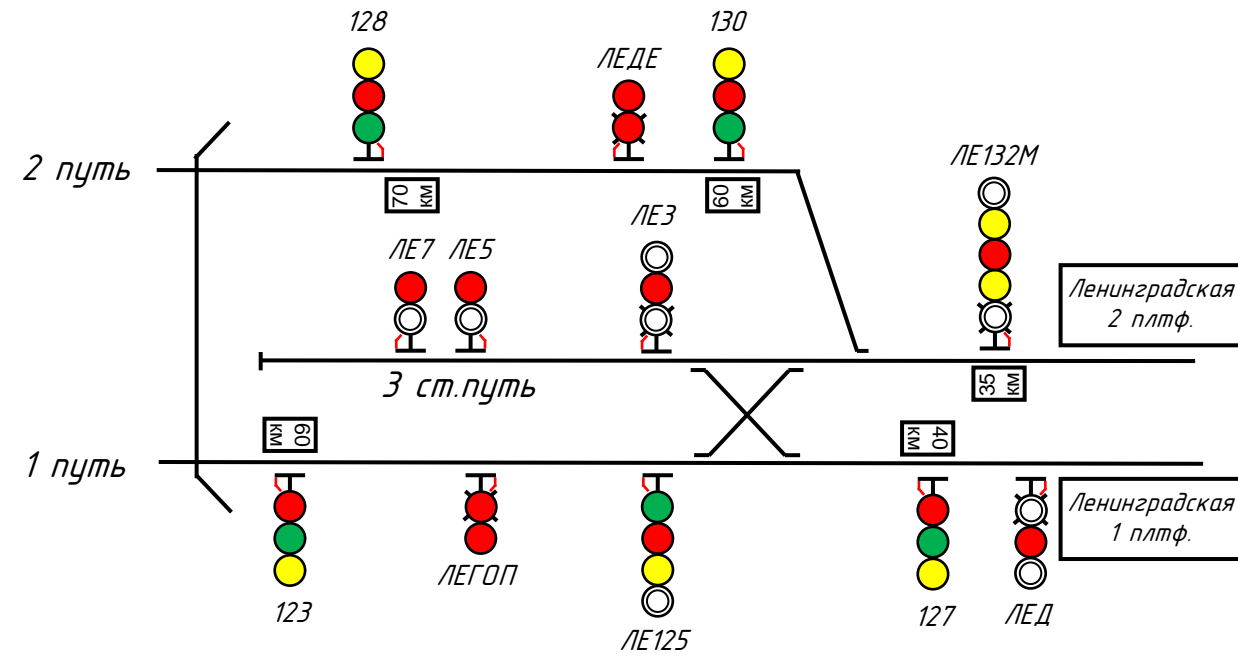 128
130
ЛЕДЕ
ЛЕ132М
2 путь
70
км
60
км
ЛЕ3
ЛЕ7
ЛЕ5
Ленинградская
2 плтф.
3 ст.путь
35
км
60
км
40
км
1 путь
Ленинградская
1 плтф.
ЛЕГОП
123
ЛЕ125
127
ЛЕД